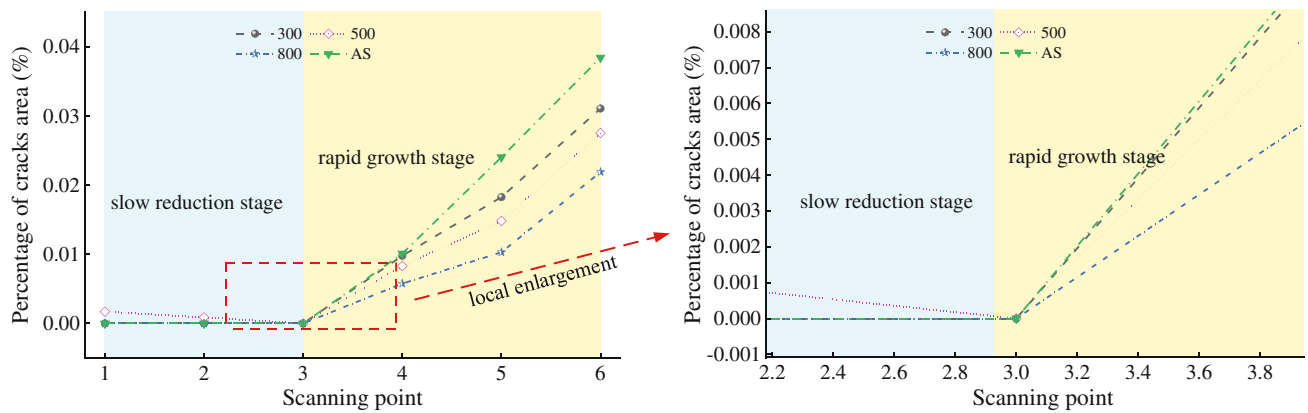 300 500
800 AS
Percentage of cracks area (%)
0.04
0.03
0.02
0.01
0.00
slow reduction stage
rapid growth stage
local enlargement
1 2 3 4 5 6
Scanning point
300 500
800 AS
Percentage of cracks area (%)
0.008
0.007
0.006
0.005
0.004
0.003
0.002
0.001
0.000
-0.001
slow reduction stage
rapid growth stage
2.2 2.4 2.6 2.8 3.0 3.2 3.4 3.6 3.8
Scanning point